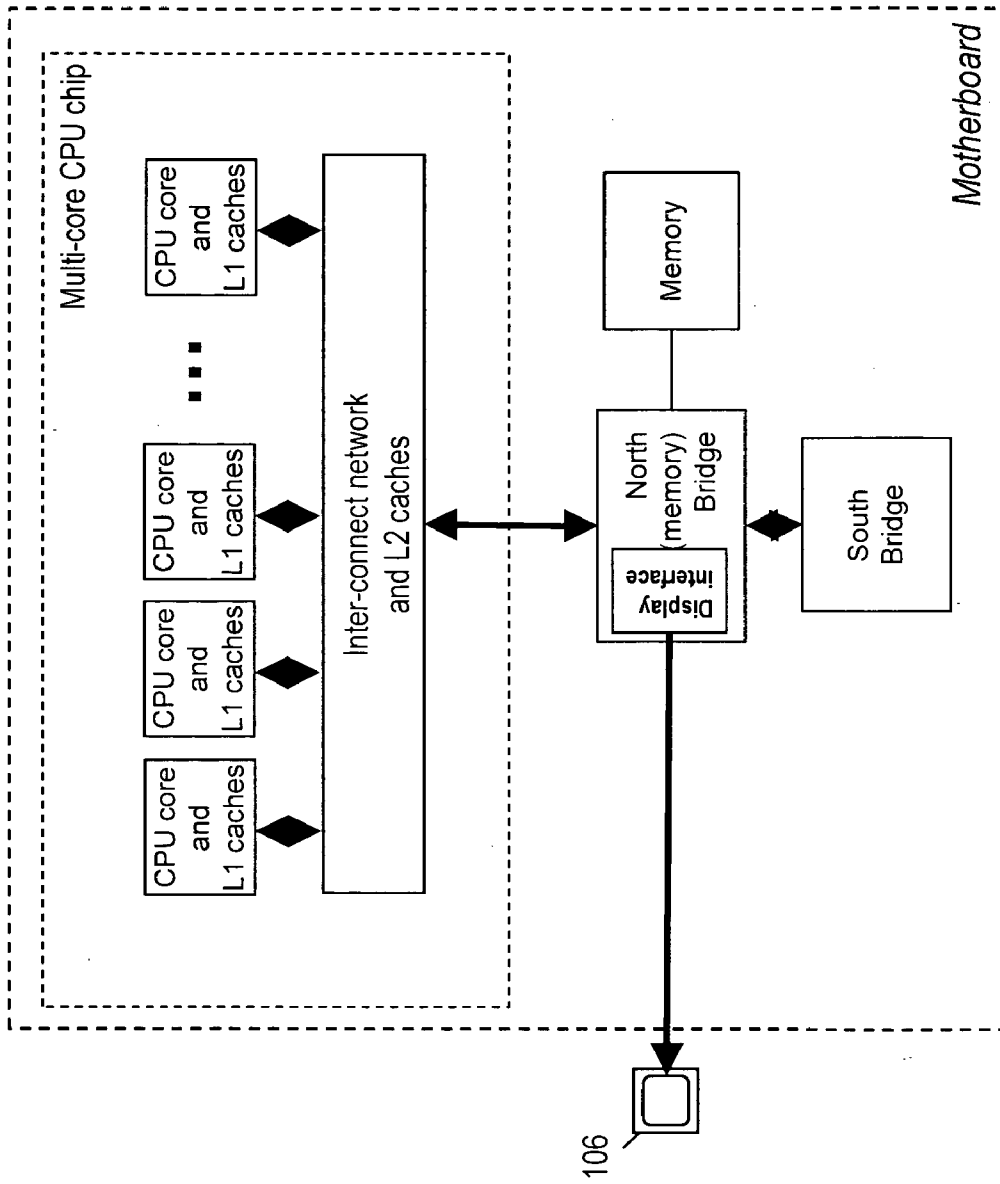 Multi-core CPU chip
CPU core
and
L1 caches
CPU core
and
L1 caches
CPU core
and
L1 caches
CPU core
and
L1 caches
Inter-connect network
and L2 caches
Display
interface
North
(memory)
Bridge
Memory
South
Bridge
Motherboard
106